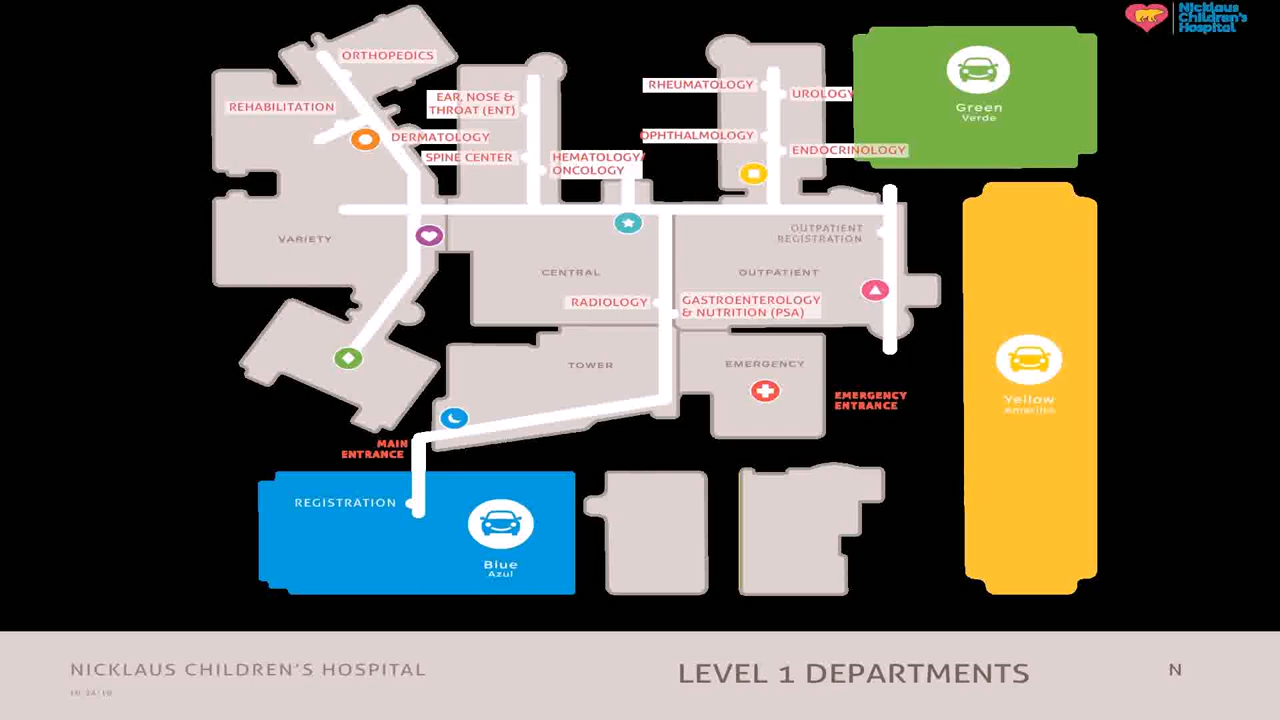 Nicklaus
Children's
Hospital
ORTHOPEDICS
REHABILITATION
EAR, NOSE &
THROAT (ENT)
DERMATOLOGY
SPINE CENTER
HEMATOLOGY/
ONCOLOGY
RHEUMATOLOGY
UROLOGY
OPHTHALMOLOGY
ENDOCRINOLOGY
Green
Verde
VARIETY
CENTRAL
OUTPATIENT
REGISTRATION
OUTPATIENT
RADIOLOGY
GASTROENTEROLOGY
& NUTRITION (PSA)
TOWER
EMERGENCY
EMERGENCY
ENTRANCE
Yellow
Amarillo
MAIN
ENTRANCE
REGISTRATION
Blue
Azul
NICKLAUS CHILDREN'S HOSPITAL
LEVEL 1 DEPARTMENTS
N